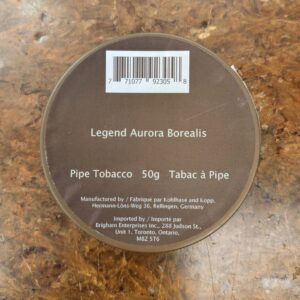 7 71077 92305 8
Legend Aurora Borealis
Pipe Tobacco 50g Tabac à Pipe
Manufactured by / Fabriqué par Kohlhase and Kopp,
Hermann-Löns-Weg 36, Rellingen, Germany
Imported by / Importé par
Brigham Enterprises Inc., 288 Judson St.,
Unit 1, Toronto, Ontario,
M8Z 5T6